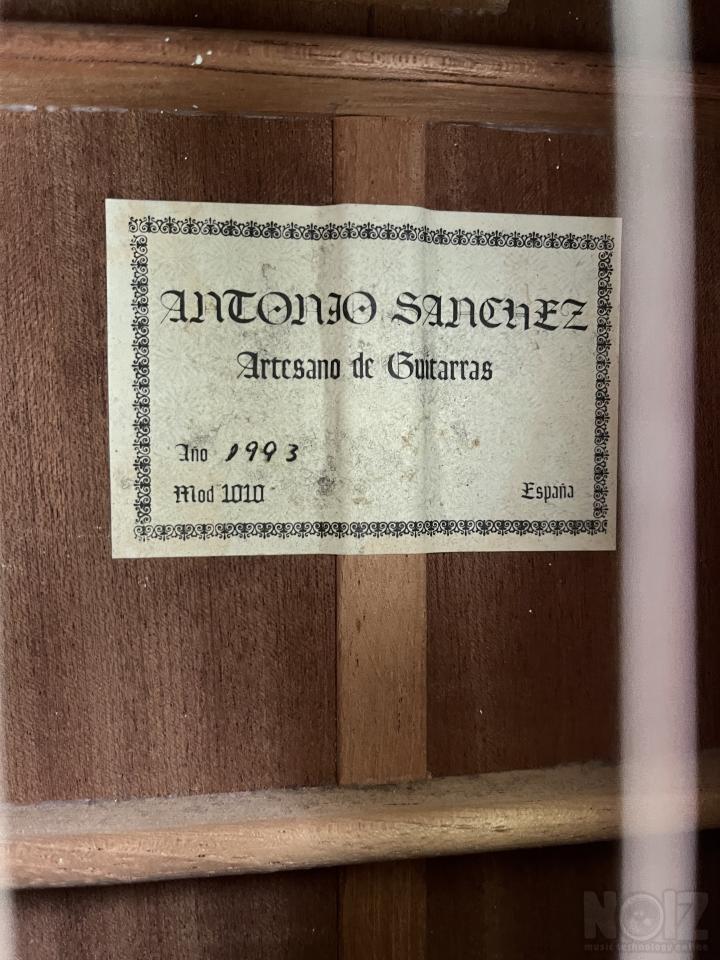 ANTONIO SANCHEZ
Artesano de Guitarras
Año 1993
Mod 1010
España
NOIZ
music technology online